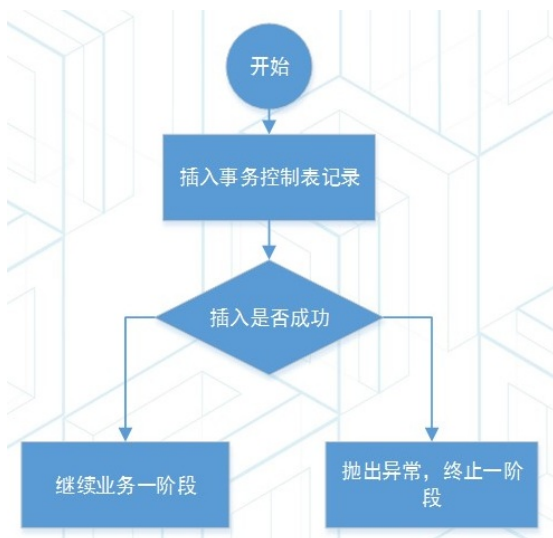 开始
插入事务控制表记录
插入是否成功
继续业务一阶段
抛出异常，终止一阶
段